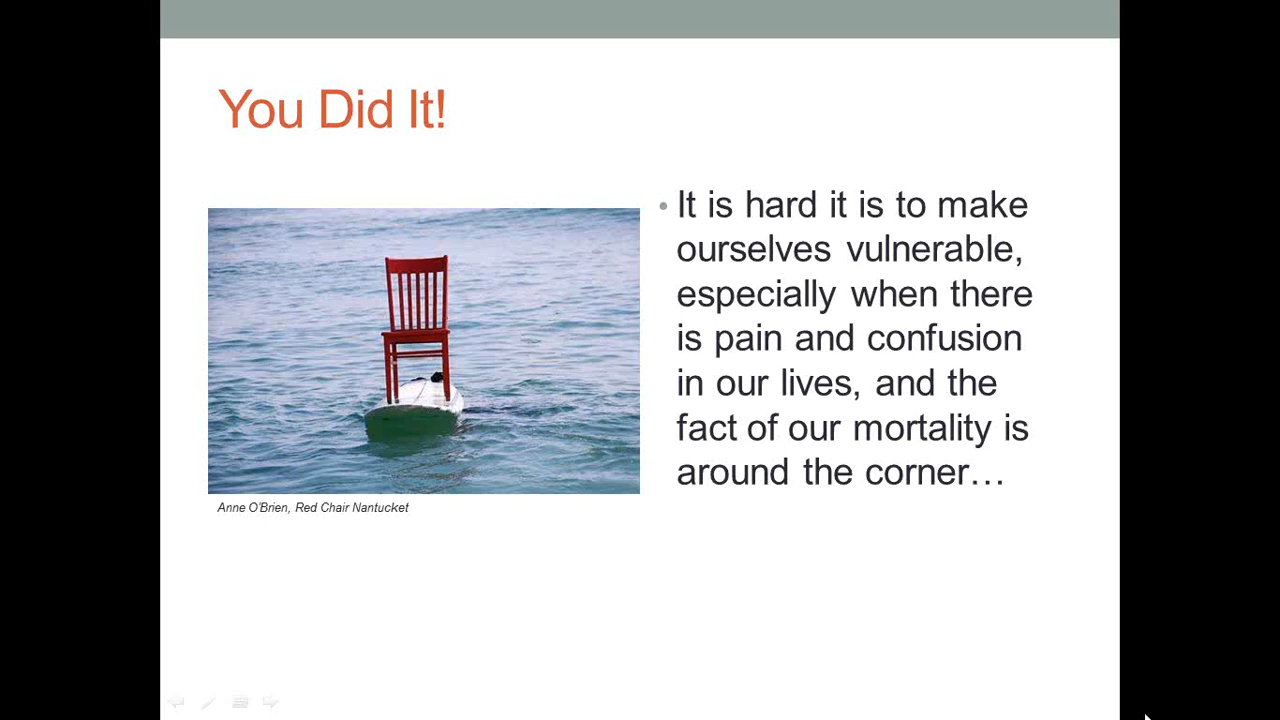 You Did It!
• It is hard it is to make
ourselves vulnerable,
especially when there
is pain and confusion
in our lives, and the
fact of our mortality is
around the corner…
Anne O'Brien, Red Chair Nantucket